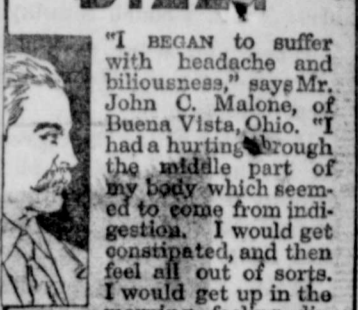 "I BEGAN to suffer
with headache and
biliousness," says Mr.
John C. Malone, of
Buena Vista, Ohio. "I
had a hurting through
the middle part of
my body which seem-
ed to come from indi-
gestion. I would get
constipated, and then
feel all out of sorts.
I would get up in the